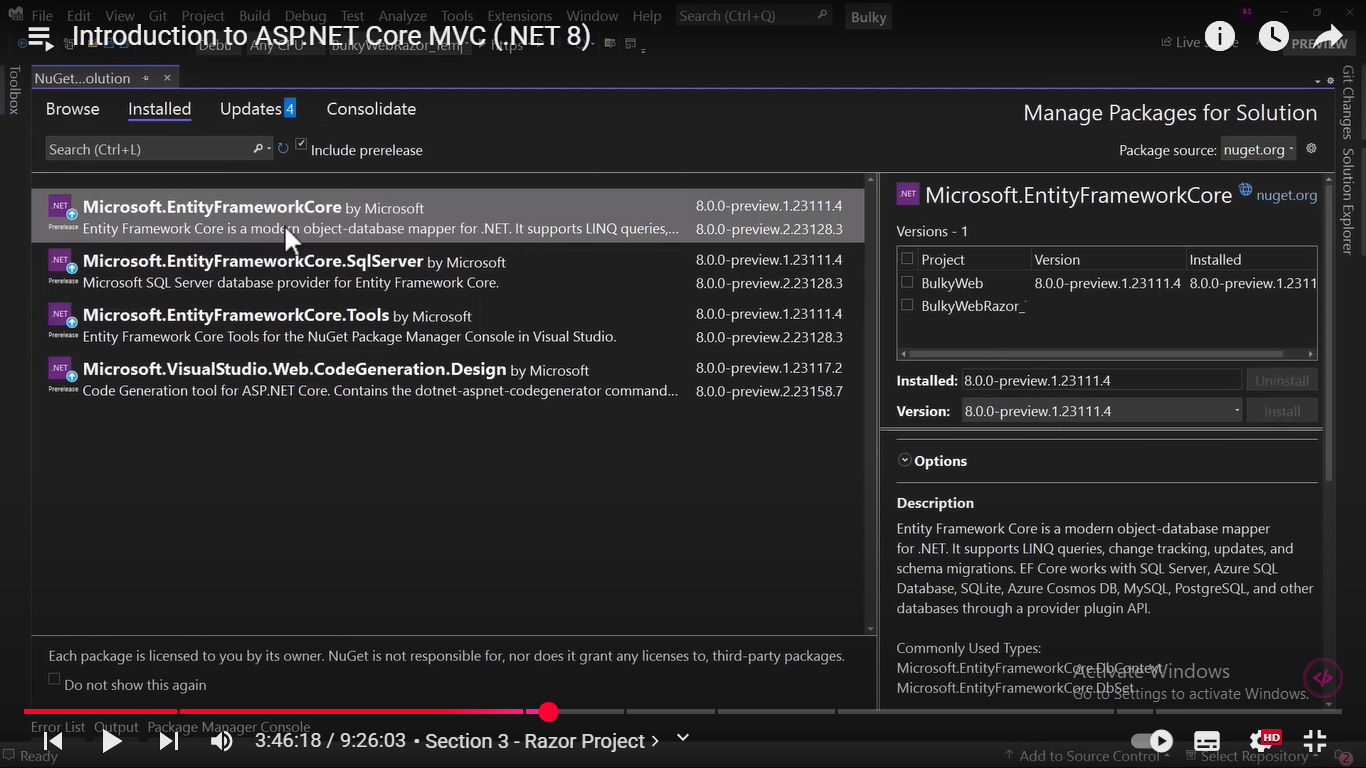 File Edit View Git Project Build Debug Test Analyze Tools Extensions Window Help Search (Ctrl+Q) Bulky
BS
Introduction to ASP.NET Core MVC (.NET 8)
PREVIEW
Toolbox
NuGet...olution
Browse Installed Updates 4 Consolidate
Manage Packages for Solution
Search (Ctrl+L)
Include prerelease
Package source: nuget.org
Git Changes
Solution Explorer
.NET Microsoft.EntityFrameworkCore by Microsoft 8.0.0-preview.1.23111.4
Prerelease Entity Framework Core is a modern object-database mapper for .NET. It supports LINQ queries,... 8.0.0-preview.2.23128.3
.NET Microsoft.EntityFrameworkCore.SqlServer by Microsoft 8.0.0-preview.1.23111.4
Prerelease Microsoft SQL Server database provider for Entity Framework Core. 8.0.0-preview.2.23128.3
.NET Microsoft.EntityFrameworkCore.Tools by Microsoft 8.0.0-preview.1.23111.4
Prerelease Entity Framework Core Tools for the NuGet Package Manager Console in Visual Studio. 8.0.0-preview.2.23128.3
.NET Microsoft.VisualStudio.Web.CodeGeneration.Design by Microsoft 8.0.0-preview.1.23117.2
Prerelease Code Generation tool for ASP.NET Core. Contains the dotnet-aspnet-codegenerator command... 8.0.0-preview.2.23158.7
.NET Microsoft.EntityFrameworkCore nuget.org
Versions - 1
Project Version Installed
BulkyWeb 8.0.0-preview.1.23111.4 8.0.0-preview.1.2311
BulkyWebRazor_
Installed: 8.0.0-preview.1.23111.4 Uninstall
Version: 8.0.0-preview.1.23111.4 Install
Options
Description
Entity Framework Core is a modern object-database mapper
for .NET. It supports LINQ queries, change tracking, updates, and
schema migrations. EF Core works with SQL Server, Azure SQL
Database, SQLite, Azure Cosmos DB, MySQL, PostgreSQL, and other
databases through a provider plugin API.
Commonly Used Types:
Microsoft.EntityFrameworkCore.DbContext
Microsoft.EntityFrameworkCore.DbSet
Each package is licensed to you by its owner. NuGet is not responsible for, nor does it grant any licenses to, third-party packages.
Do not show this again
Activate Windows
Go to Settings to activate Windows.
Error List Output Package Manager Console
3:46:18 / 9:26:03 • Section 3 - Razor Project
HD
Ready
Add to Source Control Select Repository 2